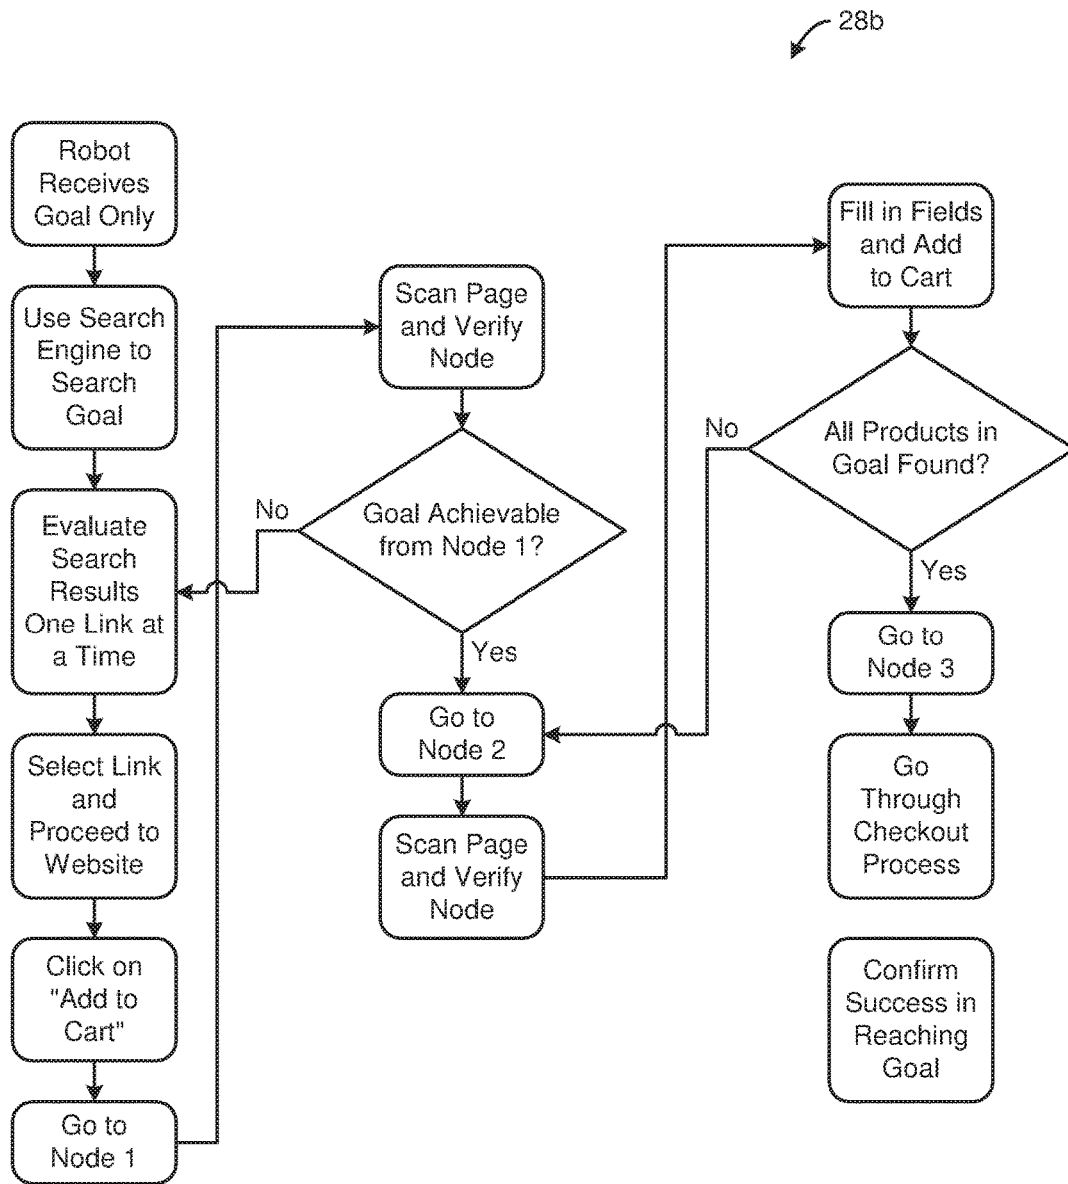 28b
Robot
Receives
Goal Only
Use Search
Engine to
Search
Goal
Evaluate
Search
Results
One Link at
a Time
Select Link
and
Proceed to
Website
Click on
"Add to
Cart"
Go to
Node 1
Scan Page
and Verify
Node
No
Goal Achievable
from Node 1?
Yes
Go to
Node 2
Scan Page
and Verify
Node
Fill in Fields
and Add
to Cart
No
All Products in
Goal Found?
Yes
Go to
Node 3
Go
Through
Checkout
Process
Confirm
Success in
Reaching
Goal